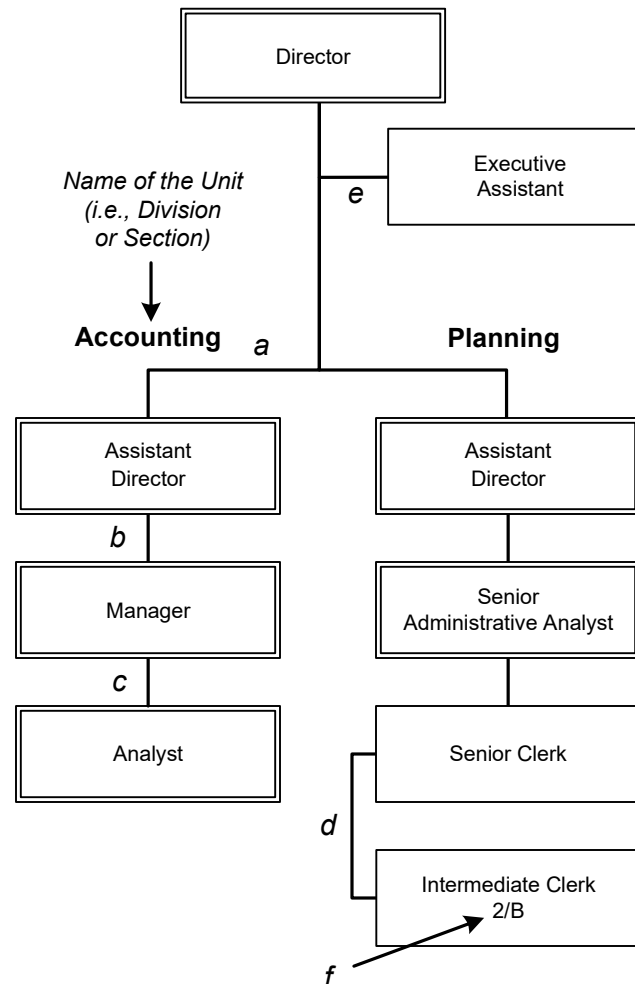 Director
Executive
Assistant
e
Name of the Unit
(i.e., Division
or Section)
Accounting
a
Planning
Assistant
Director
Assistant
Director
b
Manager
Senior
Administrative Analyst
c
Analyst
Senior Clerk
d
Intermediate Clerk
2/B
f